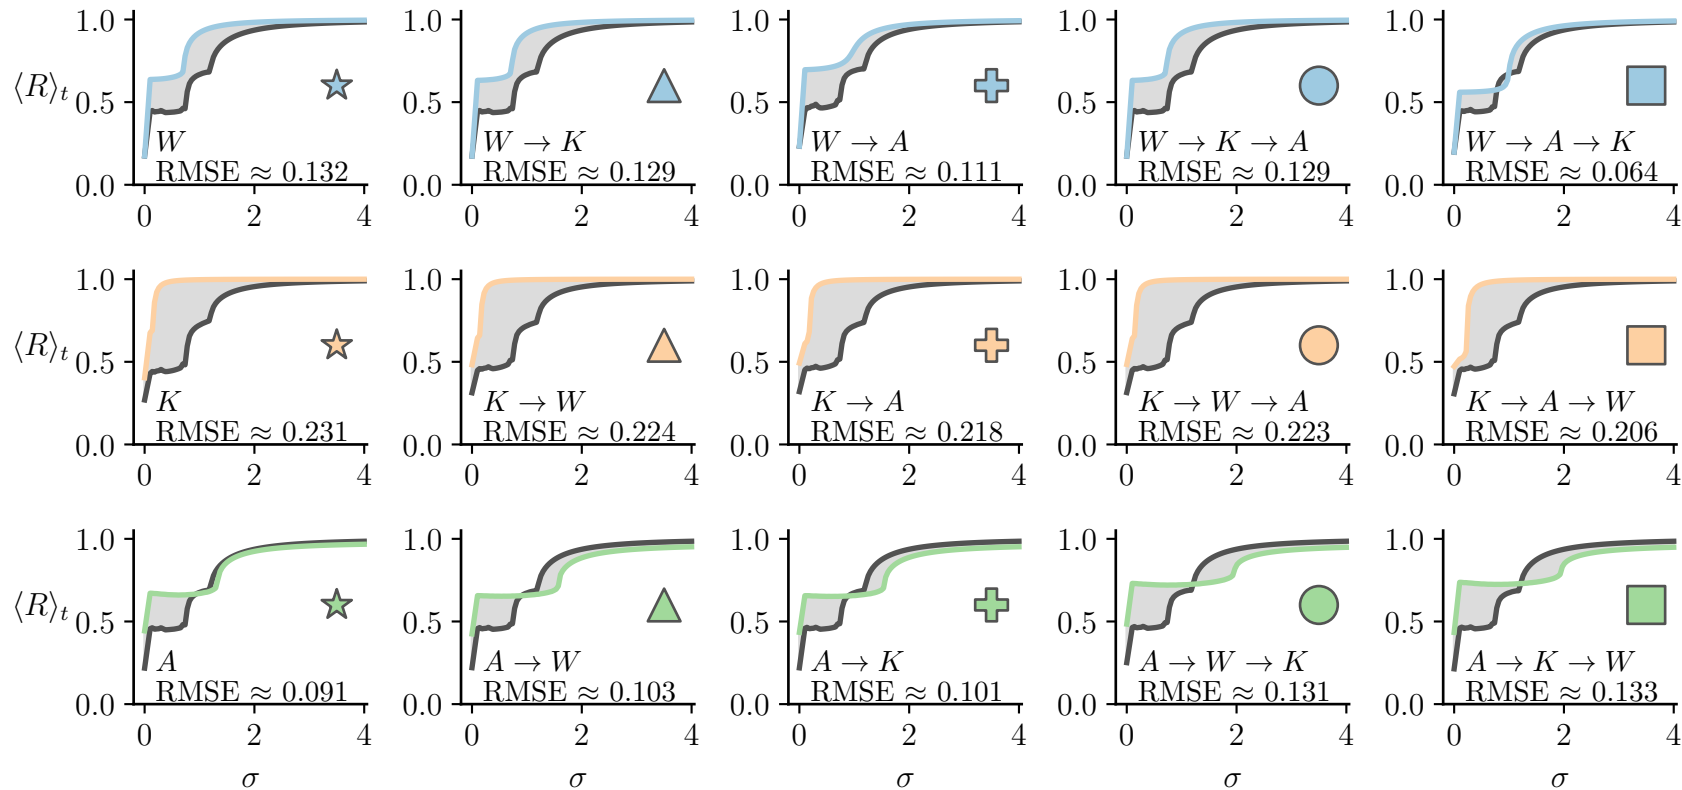 1.0 1.0 1.0 1.0 1.0
⟨R⟩t 0.5 0.5 0.5 0.5 0.5
W W → K W → A W → K → A W → A → K
RMSE ≈ 0.132 RMSE ≈ 0.129 RMSE ≈ 0.111 RMSE ≈ 0.129 RMSE ≈ 0.064
0.0 0.0 0.0 0.0 0.0
0 2 4 0 2 4 0 2 4 0 2 4 0 2 4
1.0 1.0 1.0 1.0 1.0
⟨R⟩t 0.5 0.5 0.5 0.5 0.5
K K → W K → A K → W → A K → A → W
RMSE ≈ 0.231 RMSE ≈ 0.224 RMSE ≈ 0.218 RMSE ≈ 0.223 RMSE ≈ 0.206
0.0 0.0 0.0 0.0 0.0
0 2 4 0 2 4 0 2 4 0 2 4 0 2 4
1.0 1.0 1.0 1.0 1.0
⟨R⟩t 0.5 0.5 0.5 0.5 0.5
A A → W A → K A → W → K A → K → W
RMSE ≈ 0.091 RMSE ≈ 0.103 RMSE ≈ 0.101 RMSE ≈ 0.131 RMSE ≈ 0.133
0.0 0.0 0.0 0.0 0.0
0 2 4 0 2 4 0 2 4 0 2 4 0 2 4
σ σ σ σ σ